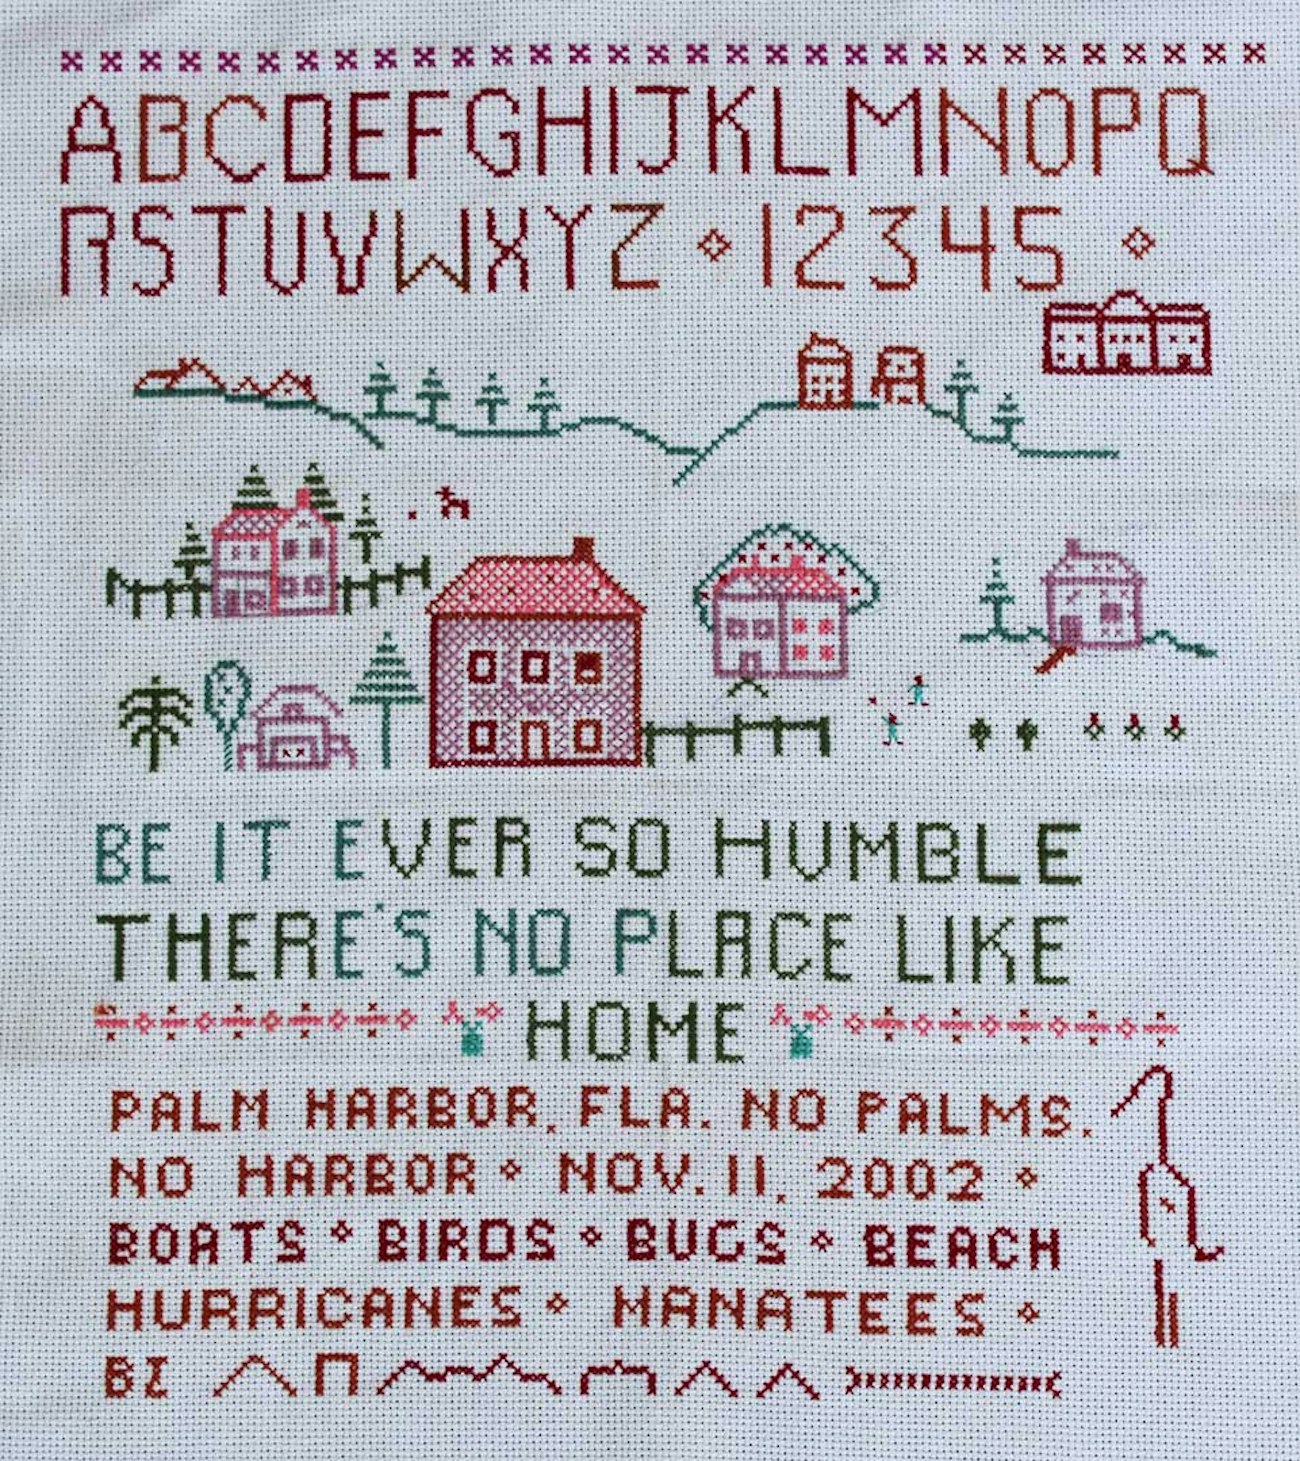 ABCDEFGHIJKLMNOPQ
RSTUVWXYZ 12345
BE IT EVER SO HUMBLE
THERE'S NO PLACE LIKE
HOME
PALM HARBOR, FLA. NO PALMS.
NO HARBOR NOV. 11, 2002
BOATS BIRDS BUGS BEACH
HURRICANES MANATEES
BZ